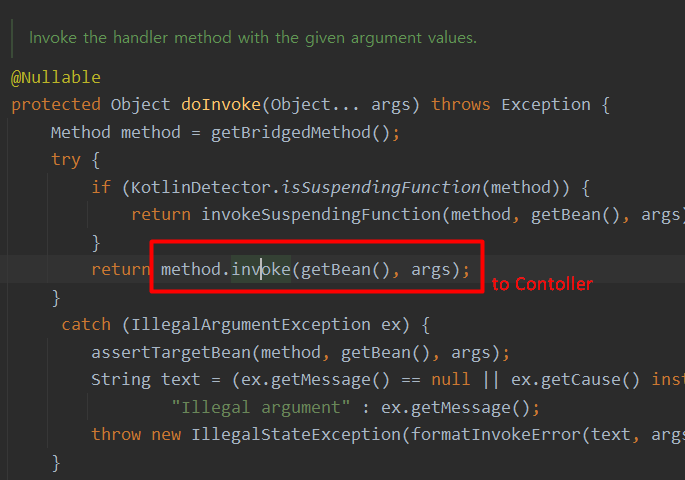 Invoke the handler method with the given argument values.
@Nullable
protected Object doInvoke(Object... args) throws Exception {
Method method = getBridgedMethod();
try {
if (KotlinDetector.isSuspendingFunction(method)) {
return invokeSuspendingFunction(method, getBean(), args)
}
return method.invoke(getBean(), args);
to Contoller
}
catch (IllegalArgumentException ex) {
assertTargetBean(method, getBean(), args);
String text = (ex.getMessage() == null || ex.getCause() inst
"Illegal argument" : ex.getMessage();
throw new IllegalStateException(formatInvokeError(text, args
}